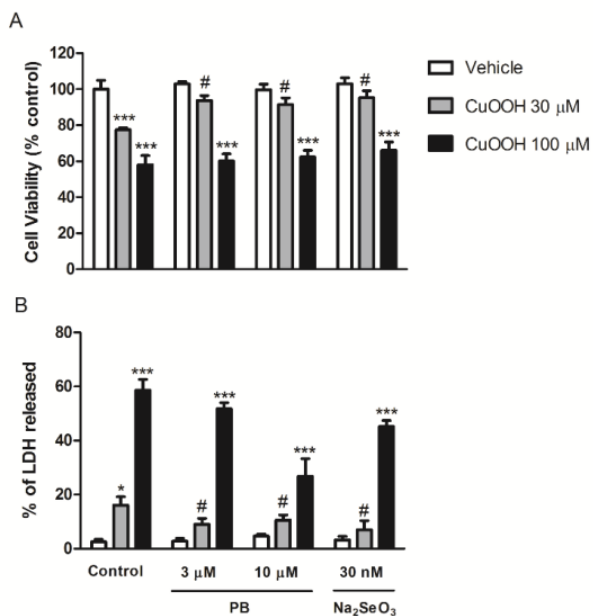 A
Cell Viability (% control)
120
100
80
60
40
20
0
***
***
#
***
#
***
#
***
Vehicle
CuOOH 30 μM
CuOOH 100 μM
B
% of LDH released
80
60
40
20
0
*
***
#
***
#
***
#
***
Control
3 μM
10 μM
30 nM
PB
Na₂SeO₃